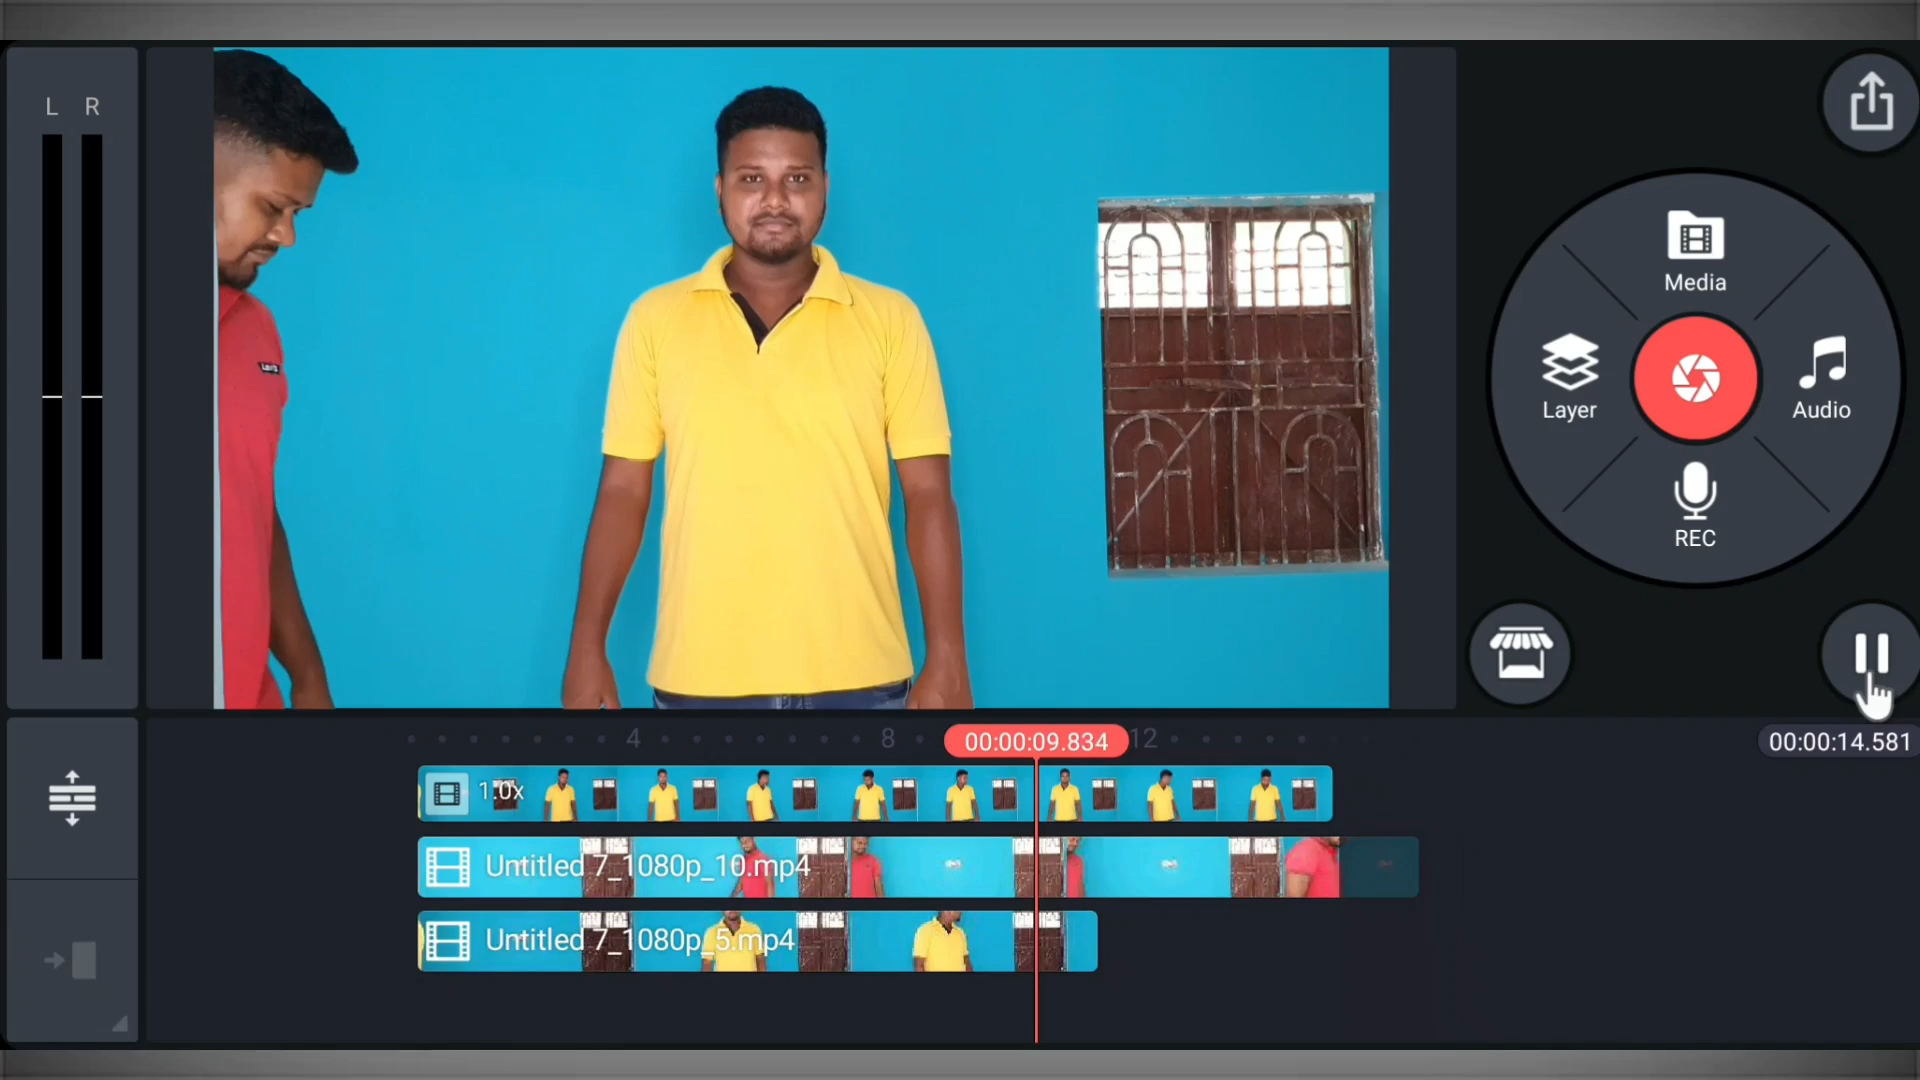 L R
Media
Layer
Audio
REC
4
8
00:00:09.834
12
00:00:14.581
1.0x
Untitled 7_1080p_10.mp4
Untitled 7_1080p_5.mp4